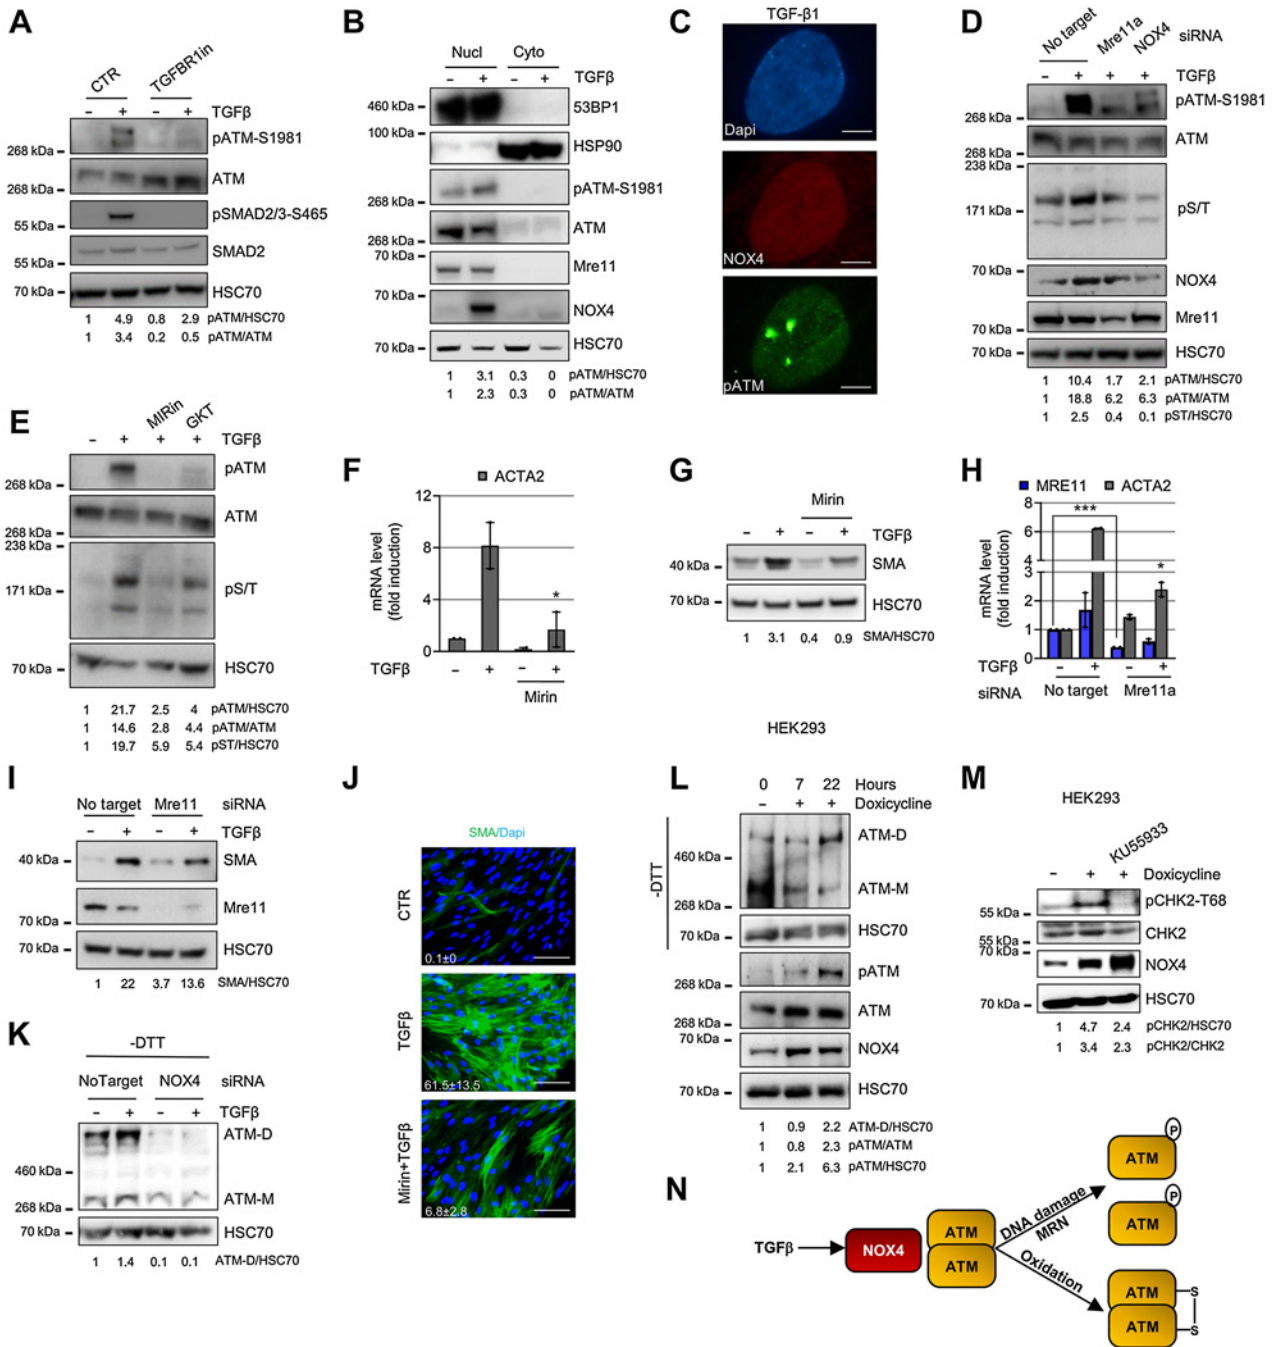 A
CTR
TGFBR1in
– + – + TGFβ
pATM-S1981
268 kDa
ATM
268 kDa
pSMAD2/3-S465
55 kDa
SMAD2
55 kDa
70 kDa HSC70
1 4.9 0.8 2.9 pATM/HSC70
1 3.4 0.2 0.5 pATM/ATM
B
Nucl Cyto
– + – + TGFβ
460 kDa 53BP1
100 kDa
HSP90
pATM-S1981
268 kDa
ATM
268 kDa
70 kDa
Mre11
70 kDa
NOX4
70 kDa HSC70
1 3.1 0.3 0 pATM/HSC70
1 2.3 0.3 0 pATM/ATM
C
TGF-β1
Dapi
NOX4
pATM
D
No target
Mre11a
NOX4
siRNA
– + + + TGFβ
pATM-S1981
268 kDa
ATM
268 kDa
238 kDa
171 kDa
pS/T
70 kDa
NOX4
Mre11
70 kDa HSC70
1 10.4 1.7 2.1 pATM/HSC70
1 18.8 6.2 6.3 pATM/ATM
1 2.5 0.4 0.1 pST/HSC70
E
MIRin
GKT
– + + + TGFβ
pATM
268 kDa
ATM
268 kDa
238 kDa
171 kDa pS/T
70 kDa HSC70
1 21.7 2.5 4 pATM/HSC70
1 14.6 2.8 4.4 pATM/ATM
1 19.7 5.9 5.4 pST/HSC70
F
ACTA2
mRNA level
(fold induction)
12
8
4
0
*
TGFβ – + – +
Mirin
G
Mirin
– + – + TGFβ
40 kDa SMA
70 kDa HSC70
1 3.1 0.4 0.9 SMA/HSC70
H
MRE11 ACTA2
mRNA level
(fold induction)
8
6
4
3
2
1
0
***
*
TGFβ – + – +
siRNA No target Mre11a
I
No target Mre11 siRNA
– + – + TGFβ
40 kDa SMA
70 kDa Mre11
70 kDa HSC70
1 22 3.7 13.6 SMA/HSC70
J
SMA/Dapi
CTR
0.1±0
TGFβ
61.5±13.5
Mirin+TGFβ
6.8±2.8
K
-DTT
NoTarget NOX4 siRNA
– + – + TGFβ
ATM-D
460 kDa
ATM-M
268 kDa
70 kDa HSC70
1 1.4 0.1 0.1 ATM-D/HSC70
HEK293
L
0 7 22 Hours
– + + Doxicycline
-DTT
ATM-D
460 kDa
ATM-M
268 kDa
70 kDa HSC70
pATM
268 kDa
ATM
268 kDa
70 kDa
NOX4
70 kDa HSC70
1 0.9 2.2 ATM-D/HSC70
1 0.8 2.3 pATM/ATM
1 2.1 6.3 pATM/HSC70
M
HEK293
KU55933
– + + Doxicycline
pCHK2-T68
55 kDa
CHK2
55 kDa
70 kDa
NOX4
70 kDa HSC70
1 4.7 2.4 pCHK2/HSC70
1 3.4 2.3 pCHK2/CHK2
N
TGFβ
NOX4
ATM
ATM
DNA damage
MRN
Oxidation
P
ATM
P
ATM
ATM S
ATM S